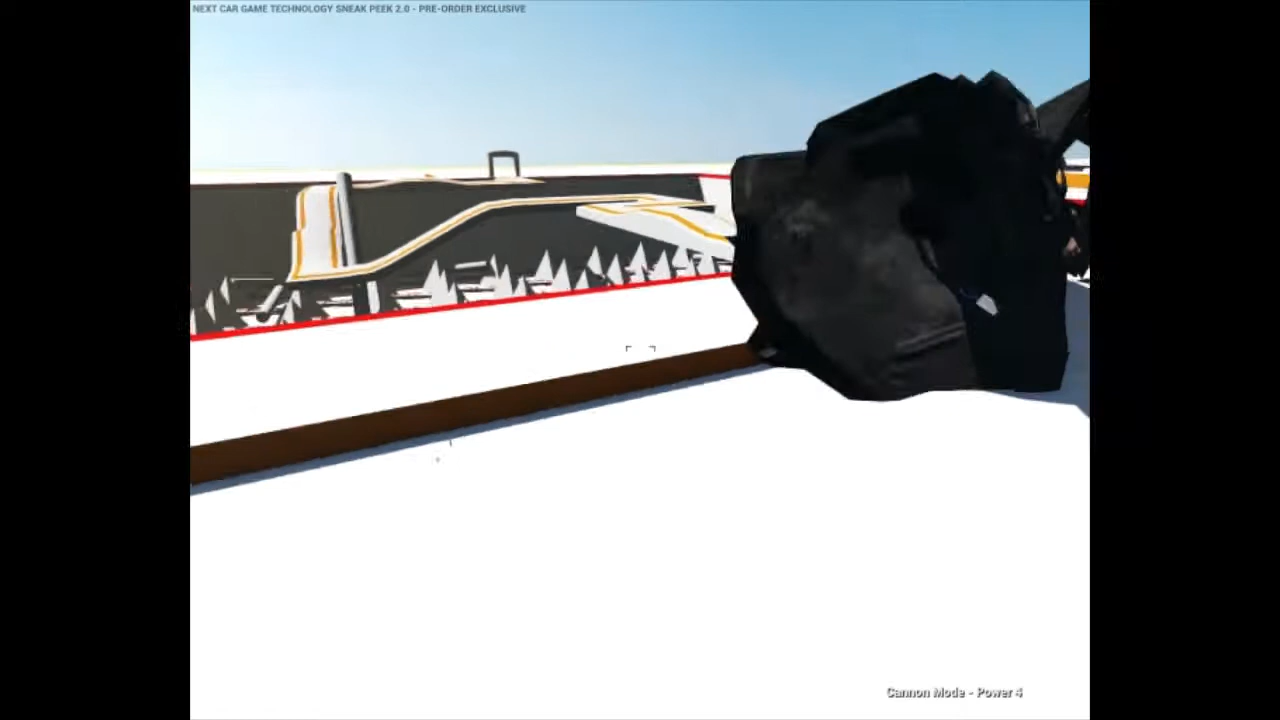 NEXT CAR GAME TECHNOLOGY SNEAK PEEK 2.0 - PRE-ORDER EXCLUSIVE
Cannon Mode - Power 4